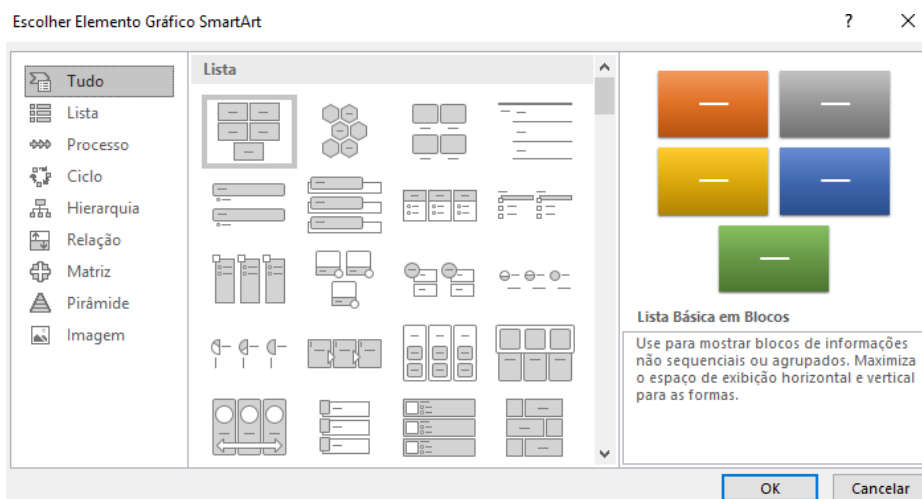 Escolher Elemento Gráfico SmartArt
?
Tudo
Lista
Processo
Ciclo
Hierarquia
Relação
Matriz
Pirâmide
Imagem
Lista
Lista Básica em Blocos
Use para mostrar blocos de informações
não sequenciais ou agrupados. Maximiza
o espaço de exibição horizontal e vertical
para as formas.
OK
Cancelar